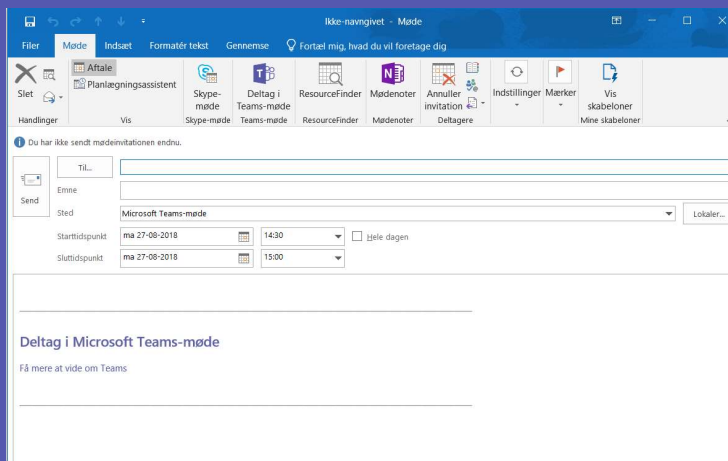 Ikke-navngivet - Møde
Filer Møde Indsæt Formatér tekst Gennemse Fortæl mig, hvad du vil foretage dig
Slet
Aftale
Planlægningsassistent
Skype-møde
Deltag i Teams-møde
ResourceFinder
Mødenoter
Annuller invitation
Indstillinger
Mærker
Vis skabeloner
Handlinger Vis Skype-møde Teams-møde ResourceFinder Mødenoter Deltagere Mine skabeloner
Du har ikke sendt mødeinvitationen endnu.
Send
Til...
Emne
Sted Microsoft Teams-møde Lokaler...
Starttidspunkt ma 27-08-2018 14:30 Hele dagen
Sluttidspunkt ma 27-08-2018 15:00
Deltag i Microsoft Teams-møde
Få mere at vide om Teams